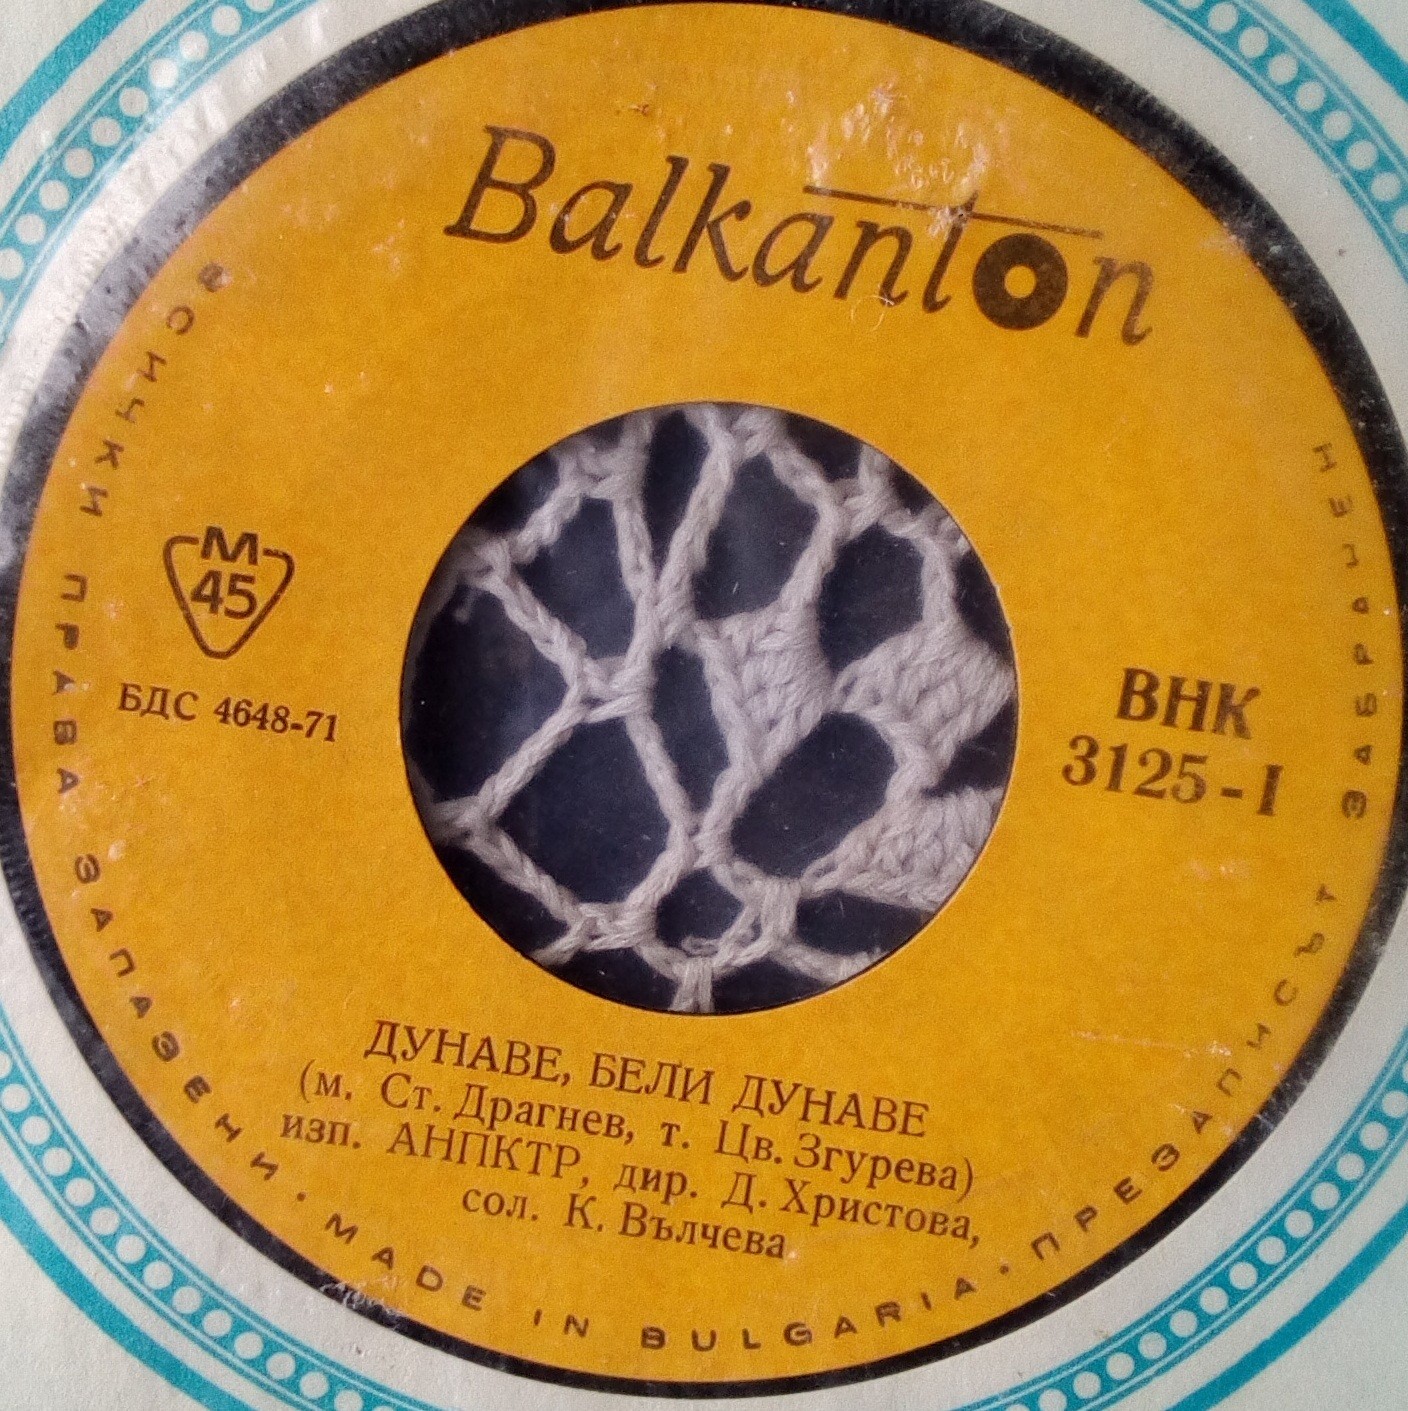 Balkanton
М
45
БДС 4648-71
ВНК
3125-I
ДУНАВЕ, БЕЛИ ДУНАВЕ
(м. Ст. Драгнев, т. Цв. Згурева)
изп. АНПКТР, дир. Д. Христова,
сол. К. Вълчева
ВСИЧКИ ПРАВА ЗАПАЗЕНИ · MADE IN BULGARIA · ПРЕЗАПИСЪТ ЗАБРАНЕН